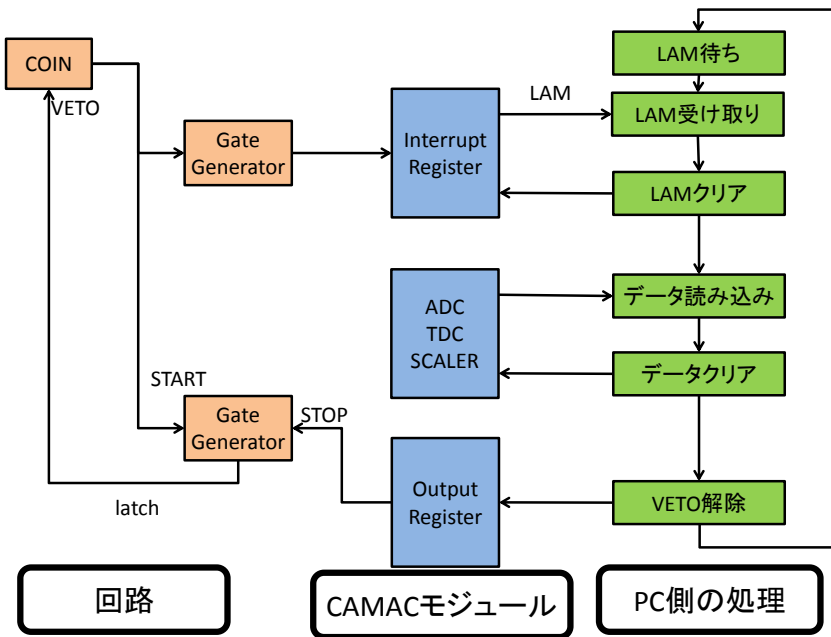 COIN
VETO
Gate
Generator
Interrupt
Register
LAM
LAM待ち
LAM受け取り
LAMクリア
ADC
TDC
SCALER
データ読み込み
データクリア
START
Gate
Generator
STOP
latch
Output
Register
VETO解除
回路
CAMACモジュール
PC側の処理